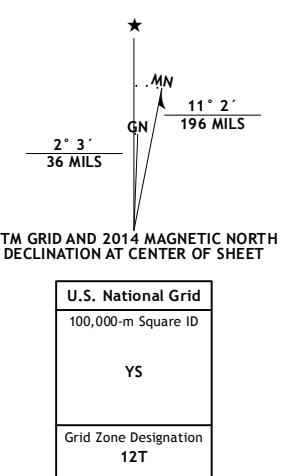 MN
GN
11° 2´
196 MILS
2° 3´
36 MILS
TM GRID AND 2014 MAGNETIC NORTH
DECLINATION AT CENTER OF SHEET
U.S. National Grid
100,000-m Square ID
YS
Grid Zone Designation
12T